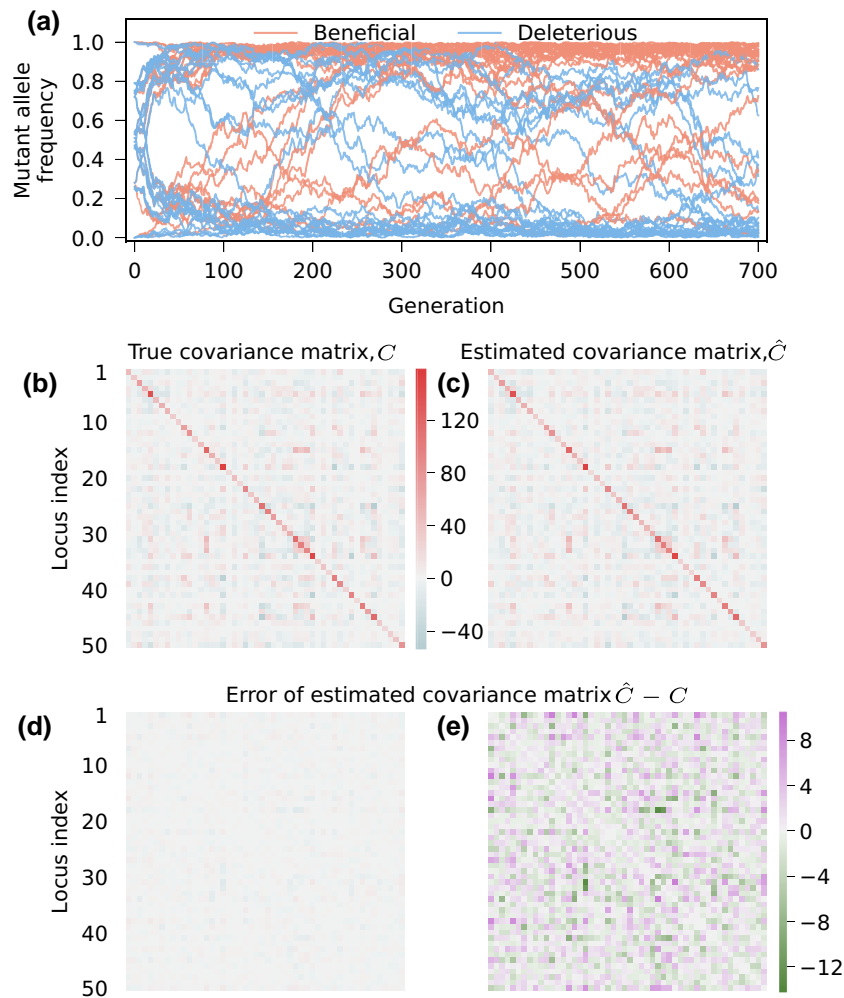 (a)
Beneficial Deleterious
Mutant allele
frequency
1.0
0.8
0.6
0.4
0.2
0.0
0 100 200 300 400 500 600 700
Generation
True covariance matrix, C
Estimated covariance matrix, Ĉ
(b)
(c)
Locus index
1
10
20
30
40
50
120
80
40
0
−40
Error of estimated covariance matrix Ĉ − C
(d)
(e)
Locus index
1
10
20
30
40
50
8
4
0
−4
−8
−12